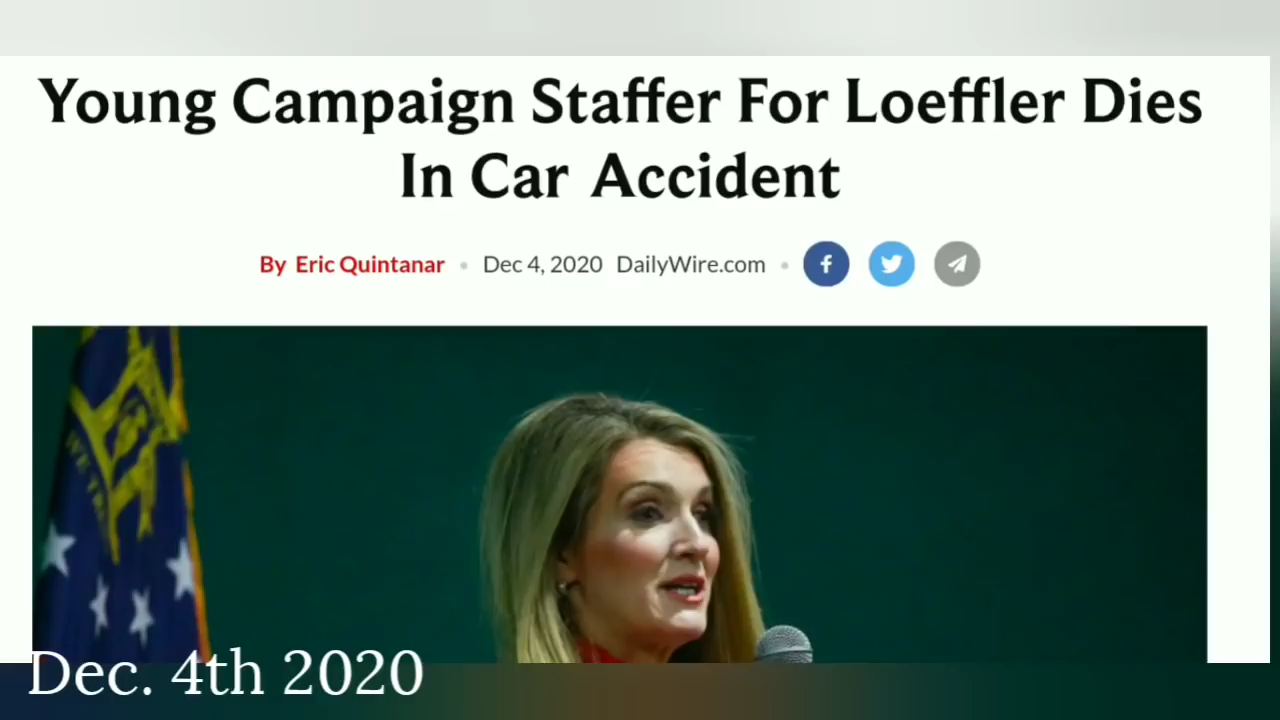 Young Campaign Staffer For Loeffler Dies
In Car Accident
By Eric Quintanar • Dec 4, 2020 DailyWire.com •
Dec. 4th 2020